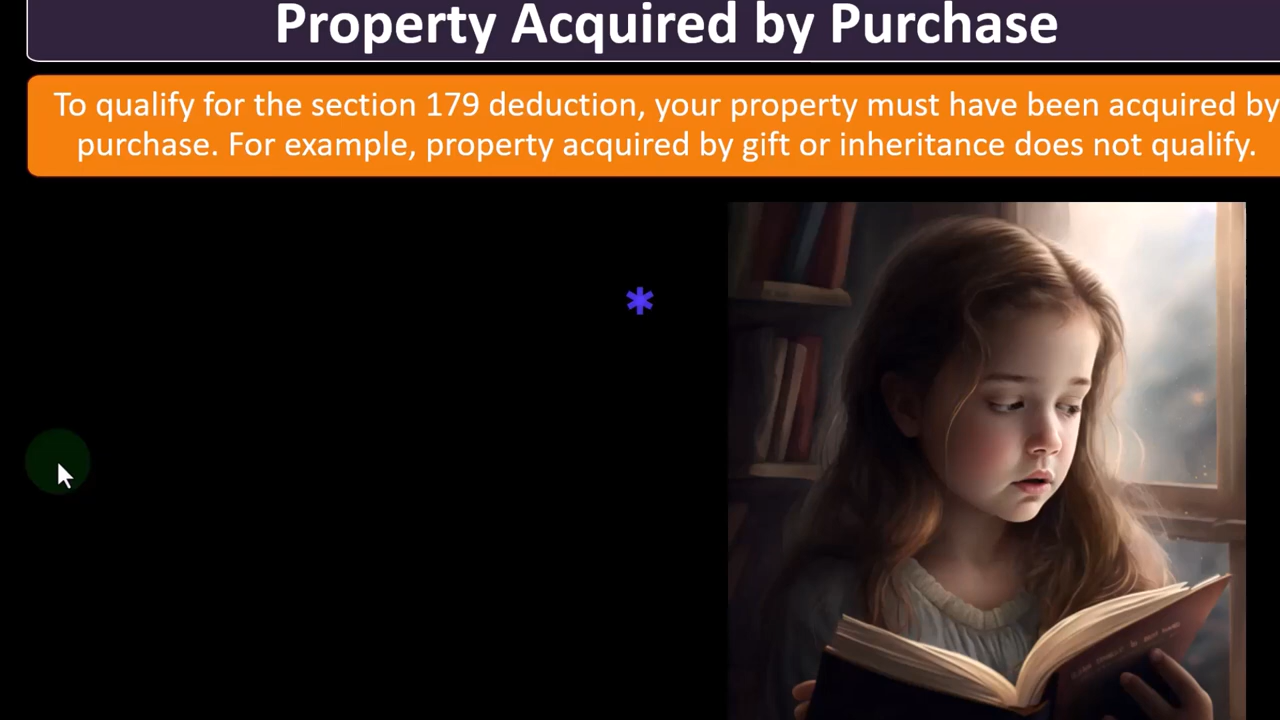 Property Acquired by Purchase
To qualify for the section 179 deduction, your property must have been acquired by
purchase. For example, property acquired by gift or inheritance does not qualify.
*